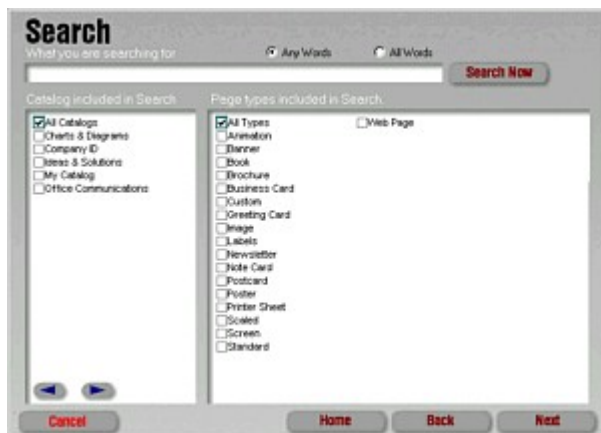 Search
What you are searching for
Any Words
All Words
Search Now
Catalog included in Search
Page types included in Search
All Catalogs
Charts & Diagrams
Company ID
Ideas & Solutions
My Catalog
Office Communications
All Types
Animation
Banner
Book
Brochure
Business Card
Custom
Greeting Card
Image
Labels
Newsletter
Note Card
Postcard
Poster
Printer Sheet
Scaled
Screen
Standard
Web Page
Cancel
Home
Back
Next